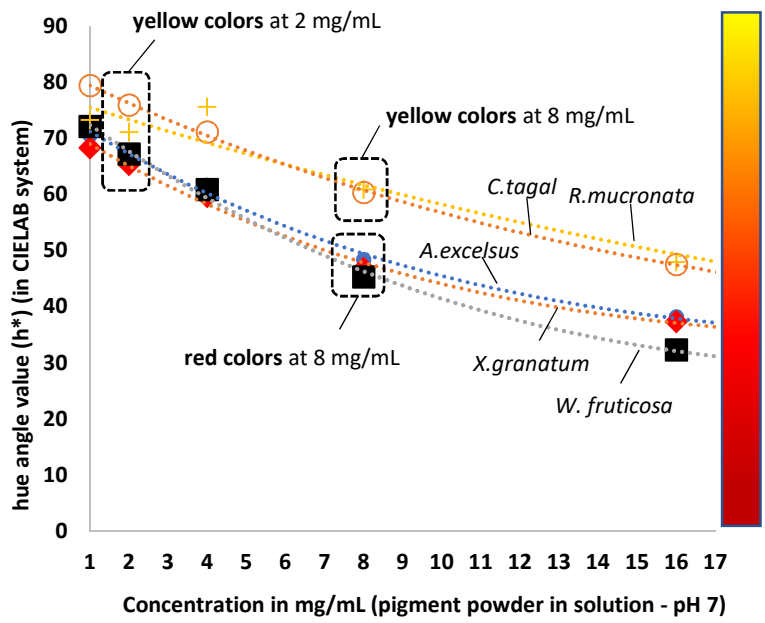 yellow colors at 2 mg/mL
yellow colors at 8 mg/mL
C.tagal
R.mucronata
A.excelsus
red colors at 8 mg/mL
X.granatum
W. fruticosa
hue angle value (h*) (in CIELAB system)
90
80
70
60
50
40
30
20
10
0
1 2 3 4 5 6 7 8 9 10 11 12 13 14 15 16 17
Concentration in mg/mL (pigment powder in solution - pH 7)